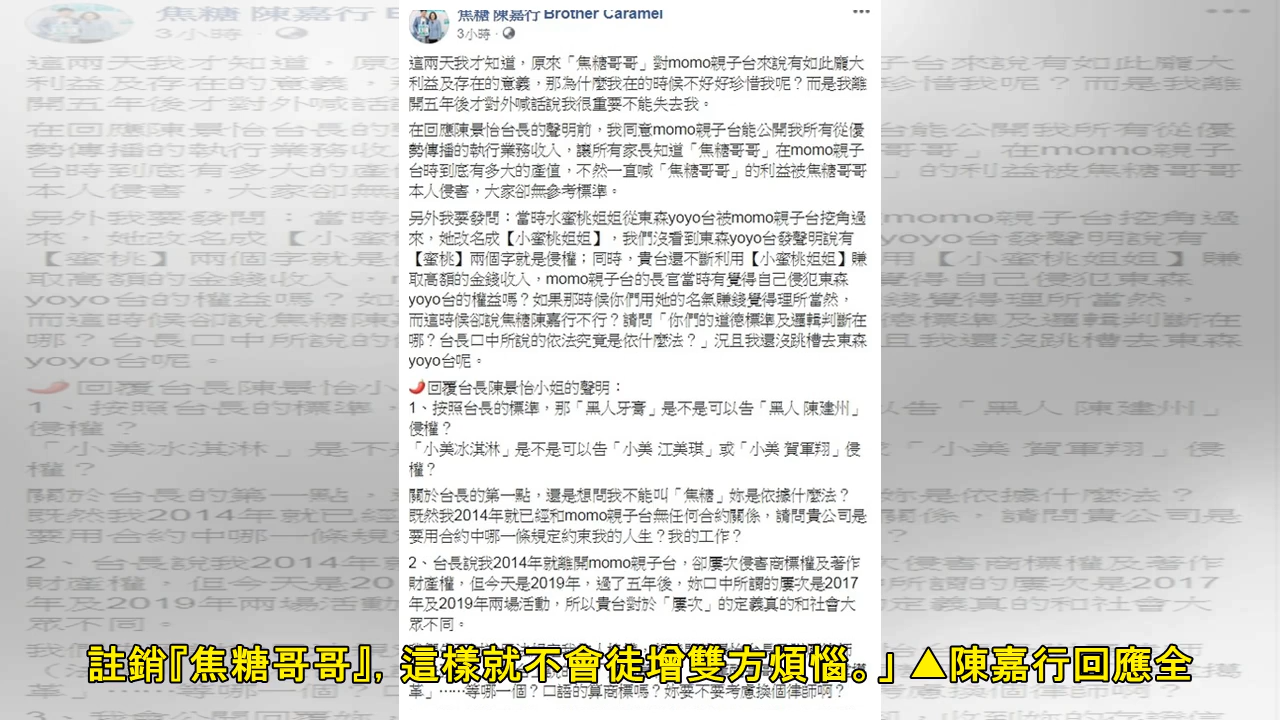 焦糖 陳嘉行 Brother Caramel
3小時
這兩天我才知道，原來「焦糖哥哥」對momo親子台來說有如此龐大
利益及存在的意義，那為什麼我在的時候不好好珍惜我呢？而是我離
開五年後才對外喊話說我很重要不能失去我。
在回應陳景怡台長的聲明前，我同意momo親子台能公開我所有從優
勢傳播的執行業務收入，讓所有家長知道「焦糖哥哥」在momo親子
台時到底有多大的產值，不然一直喊「焦糖哥哥」的利益被焦糖哥哥
本人侵害，大家卻無參考標準。
另外我要發問：當時水蜜桃姐姐從東森yoyo台被momo親子台挖角過
來，她改名成【小蜜桃姐姐】，我們沒看到東森yoyo台發聲明說有
【蜜桃】兩個字就是侵權；同時，貴台還不斷利用【小蜜桃姐姐】賺
取高額的金錢收入，momo親子台的長官當時有覺得自己侵犯東森
yoyo台的權益嗎？如果那時候你們用她的名氣賺錢覺得理所當然，
而這時候卻說焦糖陳嘉行不行？請問「你們的道德標準及邏輯判斷在
哪？台長口中所說的依法究竟是依什麼法？」況且我還沒跳槽去東森
yoyo台呢。
🌶️回覆台長陳景怡小姐的聲明：
1、按照台長的標準，那「黑人牙膏」是不是可以告「黑人 陳建州」
侵權？
「小美冰淇淋」是不是可以告「小美 江美琪」或「小美 賀軍翔」侵
權？
關於台長的第一點，還是想問我不能叫「焦糖」妳是依據什麼法？
既然我2014年就已經和momo親子台無任何合約關係，請問貴公司是
要用合約中哪一條規定約束我的人生？我的工作？
2、台長說我2014年就離開momo親子台，卻屢次侵害商標權及著作
財產權，但今天是2019年，過了五年後，妳口中所謂的屢次是2017
年及2019年兩場活動，所以貴台對於「屢次」的定義真的和社會大
眾不同。
註銷『焦糖哥哥』，這樣就不會徒增雙方煩惱。」▲陳嘉行回應全
革」……等哪一個？口語的算商標嗎？妳要不要考慮換個律師啊？